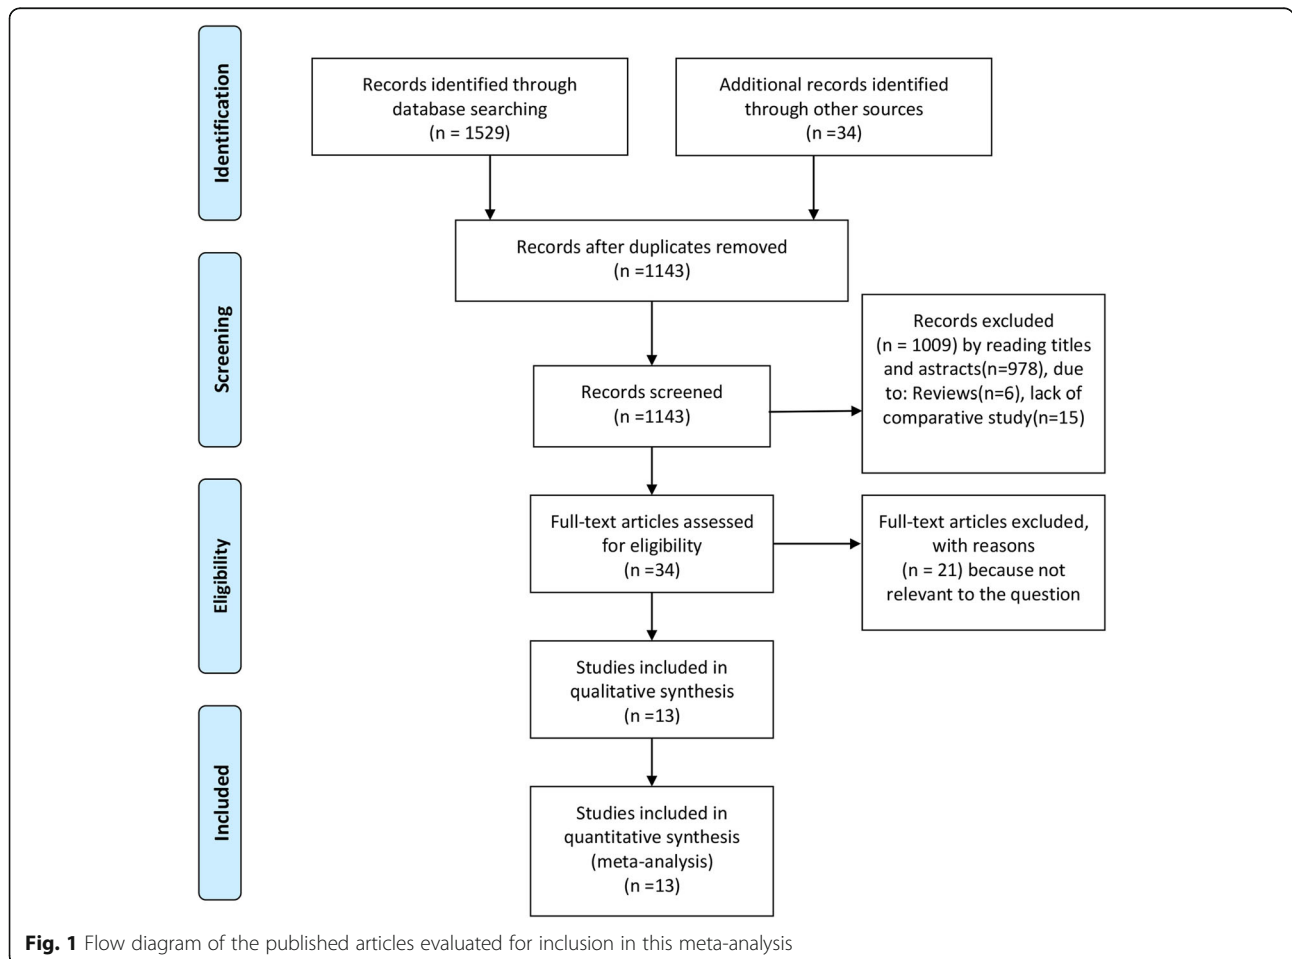 Identification
Records identified through
database searching
(n = 1529)
Additional records identified
through other sources
(n =34)
Records after duplicates removed
(n =1143)
Screening
Records screened
(n =1143)
Records excluded
(n = 1009) by reading titles
and astracts(n=978), due
to: Reviews(n=6), lack of
comparative study(n=15)
Eligibility
Full-text articles assessed
for eligibility
(n =34)
Full-text articles excluded,
with reasons
(n = 21) because not
relevant to the question
Studies included in
qualitative synthesis
(n =13)
Included
Studies included in
quantitative synthesis
(meta-analysis)
(n =13)
Fig. 1 Flow diagram of the published articles evaluated for inclusion in this meta-analysis